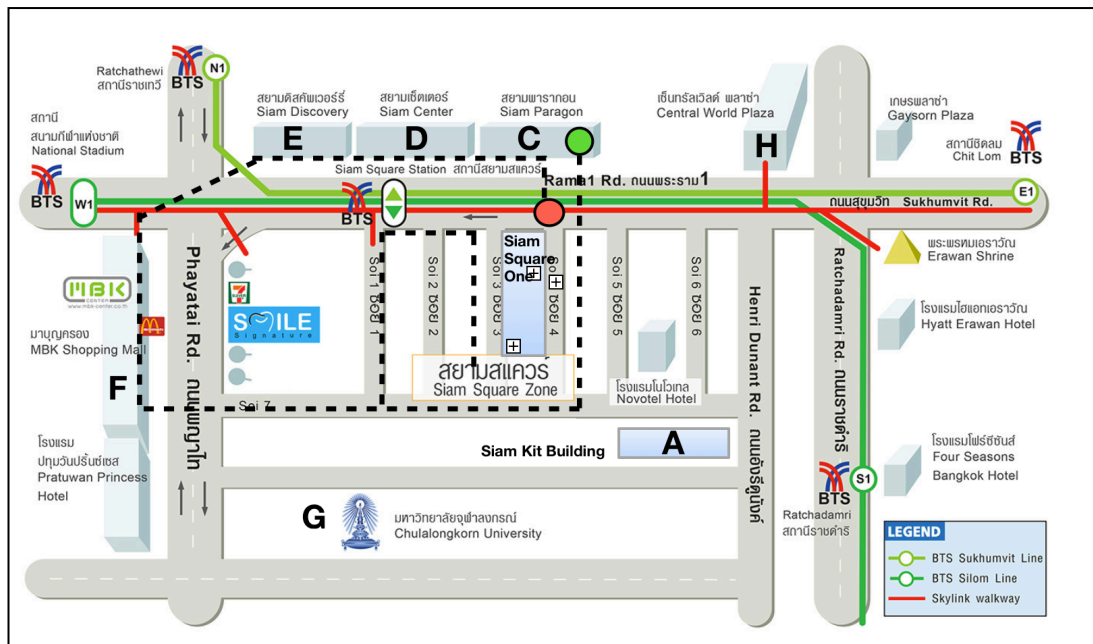 Ratchathewi
สถานีราชเทวี
BTS
N1
สยามดิสคัพเวอร์รี่
Siam Discovery
E
สยามเซ็ตเตอร์
Siam Center
D
สยามพารากอน
Siam Paragon
C
เซ็นทรัลเวิลด์ พลาซ่า
Central World Plaza
H
เกษรพลาซ่า
Gaysorn Plaza
สถานีชิดลม
Chit Lom
BTS
สถานี
สนามกีฬาแห่งชาติ
National Stadium
BTS
W1
Siam Square Station สถานีสยามสแควร์
BTS
Rama1 Rd. ถนนพระราม1
E1
ถนนสุขุมวิท Sukhumvit Rd.
พระพรหมเอราวัณ
Erawan Shrine
MBK
CENTER
www.mbk-center.co.th
McDonald's
มาบุญครอง
MBK Shopping Mall
F
Phayatai Rd. ถนนพญาไท
7
ELEVEN
SMILE
Signature
Soi 1 ซอย 1
Soi 2 ซอย 2
Soi 3 ซอย 3
Siam
Square
One
Soi 4 ซอย 4
Soi 5 ซอย 5
Soi 6 ซอย 6
สยามสแควร์
Siam Square Zone
โรงแรมโนโวเทล
Novotel Hotel
Henri Dunant Rd. ถนนอังรีดูนังต์
Ratchadamri Rd. ถนนราชดำริ
โรงแรมไฮแอทเอราวัณ
Hyatt Erawan Hotel
Soi 7
Siam Kit Building
A
โรงแรม
ปทุมวันปริ้นซ์เซส
Pratuwan Princess
Hotel
G
มหาวิทยาลัยจุฬาลงกรณ์
Chulalongkorn University
BTS
S1
Ratchadamri
สถานีราชดำริ
โรงแรมโฟร์ซีซันส์
Four Seasons
Bangkok Hotel
LEGEND
BTS Sukhumvit Line
BTS Silom Line
Skylink walkway